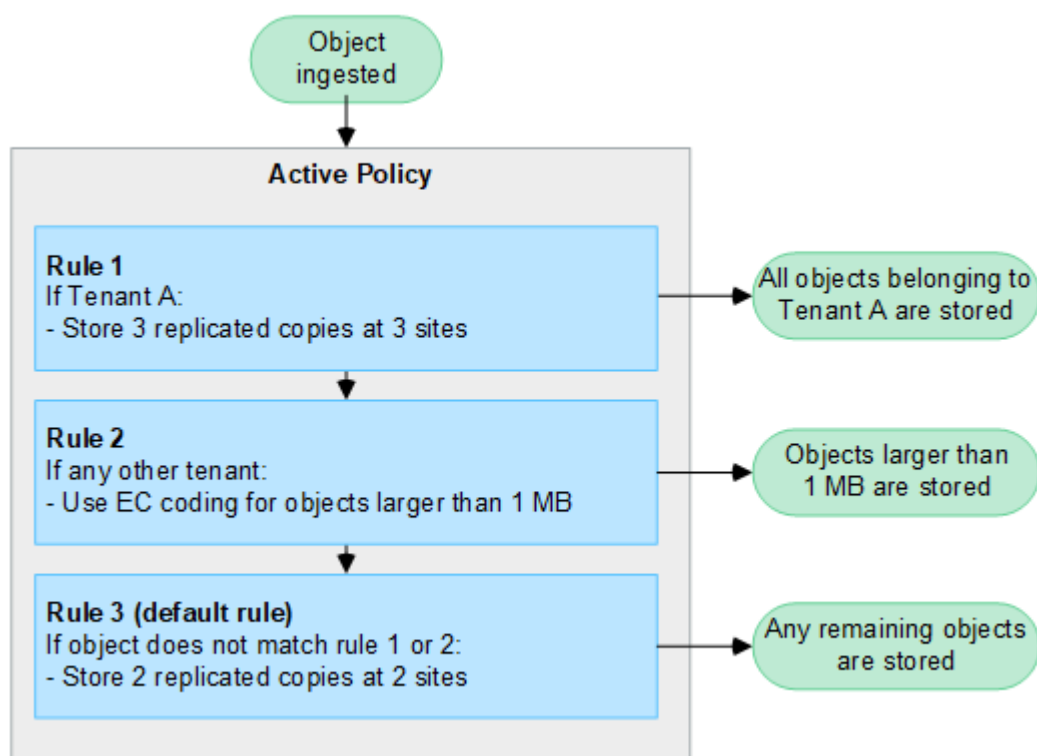 Object
ingested
Active Policy
Rule 1
If Tenant A:
- Store 3 replicated copies at 3 sites
All objects belonging to
Tenant A are stored
Rule 2
If any other tenant:
- Use EC coding for objects larger than 1 MB
Objects larger than
1 MB are stored
Rule 3 (default rule)
If object does not match rule 1 or 2:
- Store 2 replicated copies at 2 sites
Any remaining objects
are stored